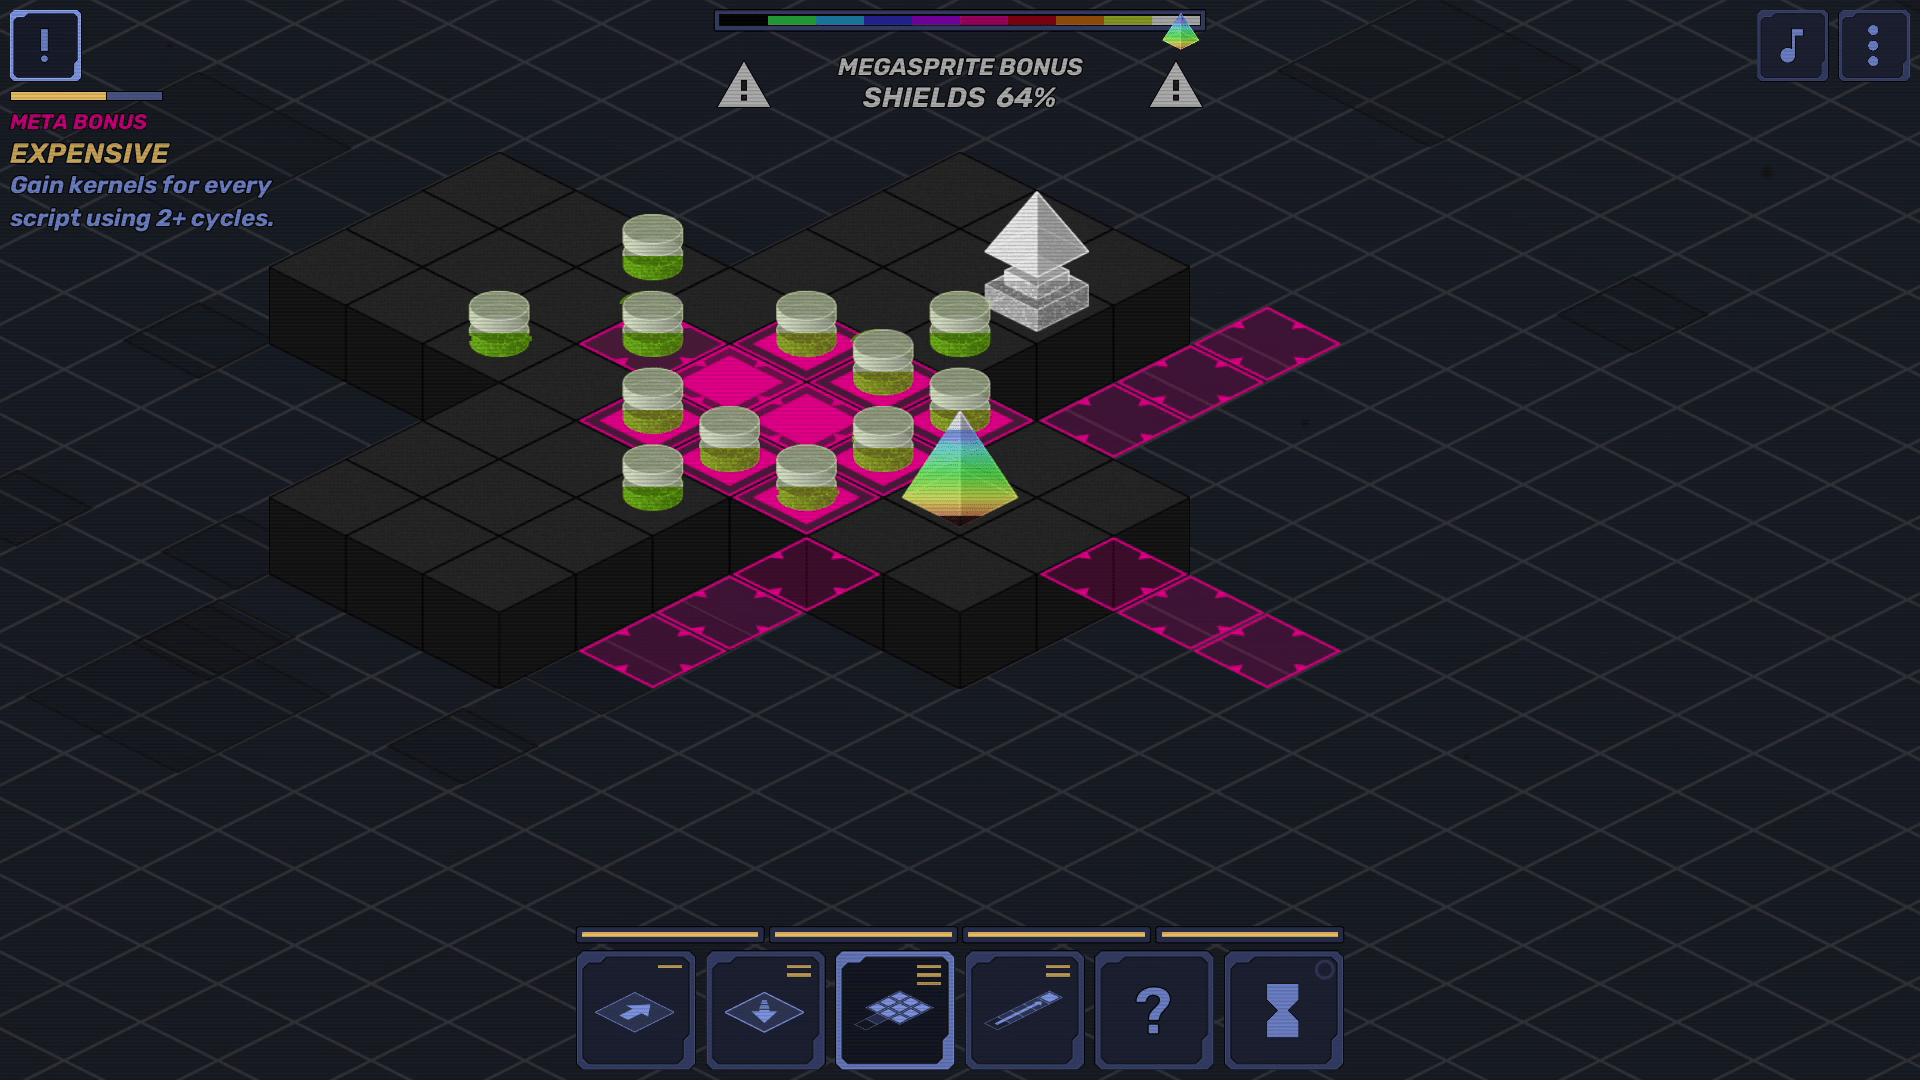 MEGASPRITE BONUS
SHIELDS 64%
META BONUS
EXPENSIVE
Gain kernels for every
script using 2+ cycles.